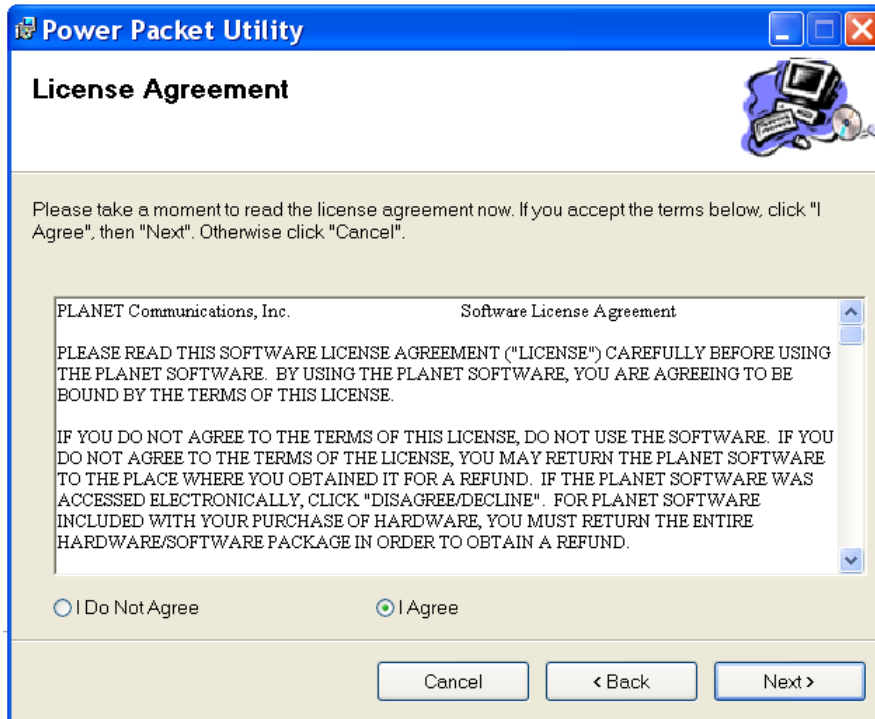 Power Packet Utility
License Agreement
Please take a moment to read the license agreement now. If you accept the terms below, click "I
Agree", then "Next". Otherwise click "Cancel".
PLANET Communications, Inc. Software License Agreement
PLEASE READ THIS SOFTWARE LICENSE AGREEMENT ("LICENSE") CAREFULLY BEFORE USING
THE PLANET SOFTWARE. BY USING THE PLANET SOFTWARE, YOU ARE AGREEING TO BE
BOUND BY THE TERMS OF THIS LICENSE.
IF YOU DO NOT AGREE TO THE TERMS OF THIS LICENSE, DO NOT USE THE SOFTWARE. IF YOU
DO NOT AGREE TO THE TERMS OF THE LICENSE, YOU MAY RETURN THE PLANET SOFTWARE
TO THE PLACE WHERE YOU OBTAINED IT FOR A REFUND. IF THE PLANET SOFTWARE WAS
ACCESSED ELECTRONICALLY, CLICK "DISAGREE/DECLINE". FOR PLANET SOFTWARE
INCLUDED WITH YOUR PURCHASE OF HARDWARE, YOU MUST RETURN THE ENTIRE
HARDWARE/SOFTWARE PACKAGE IN ORDER TO OBTAIN A REFUND.
I Do Not Agree I Agree
Cancel < Back Next >